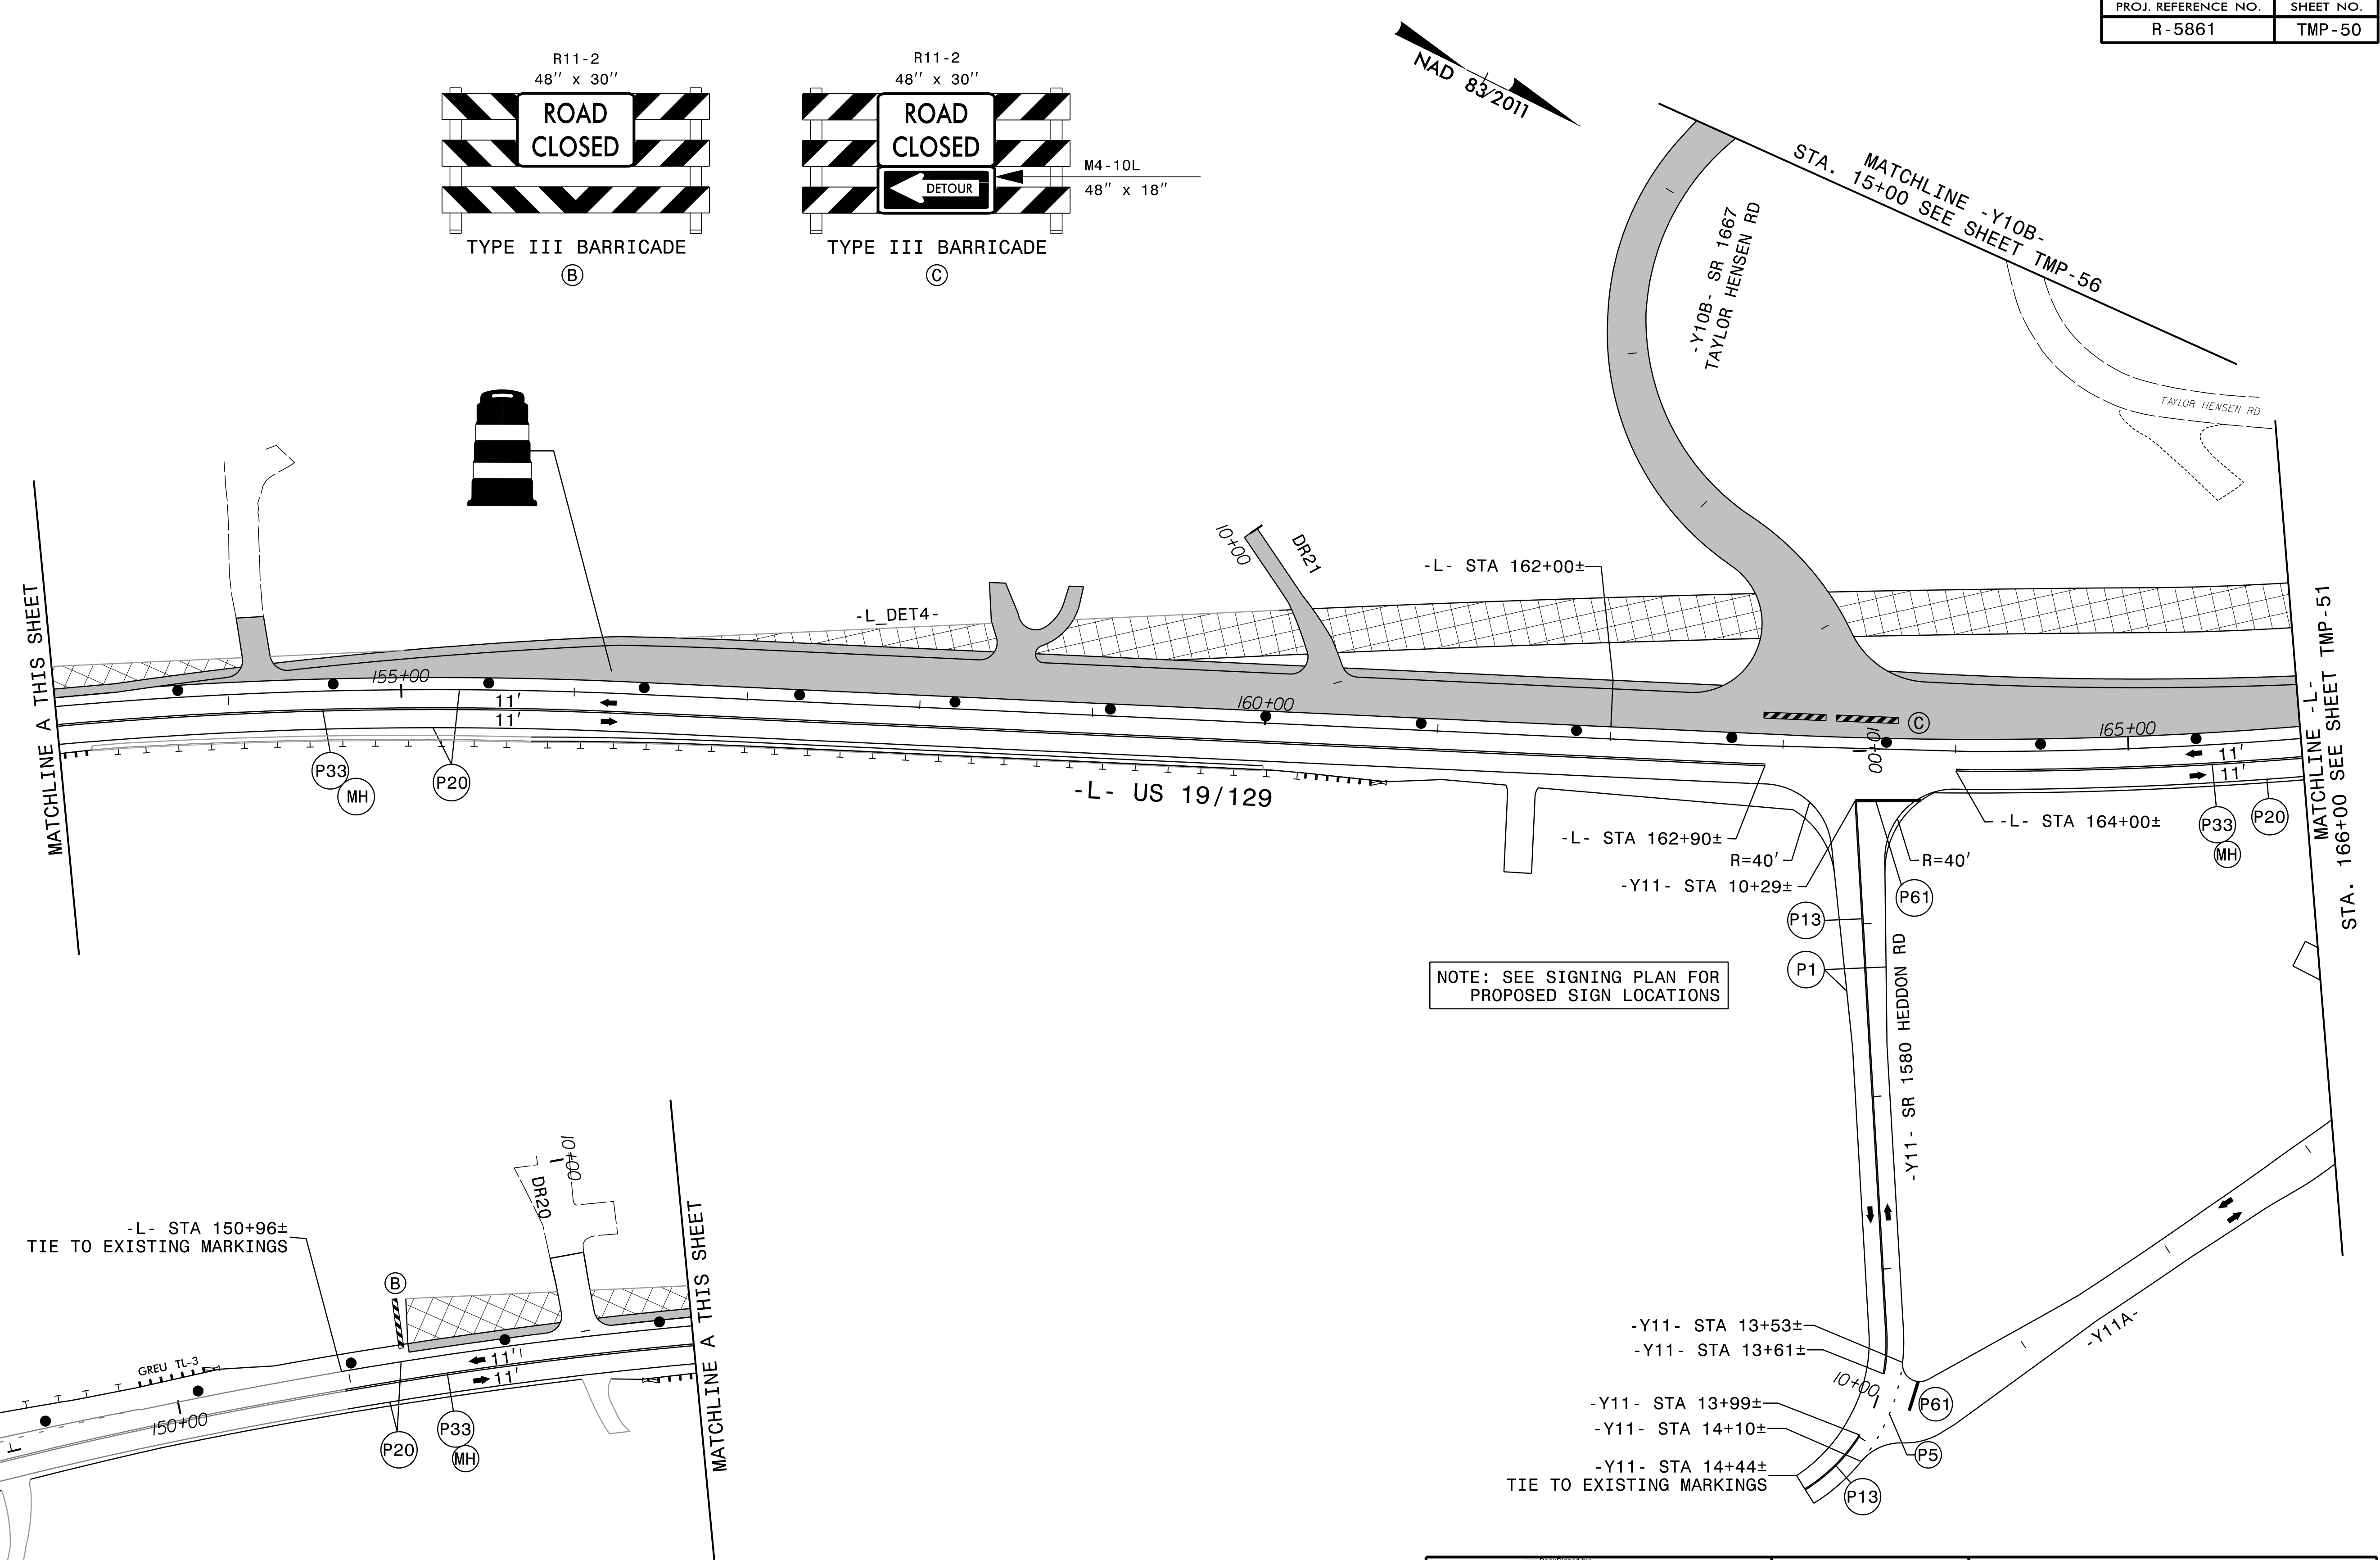 PROJ. REFERENCE NO.
SHEET NO.
R-5861
TMP-50
R11-2
48" x 30"
ROAD
CLOSED
TYPE III BARRICADE
B
R11-2
48" x 30"
ROAD
CLOSED
DETOUR
M4-10L
48" x 18"
TYPE III BARRICADE
C
NAD 83/2011
MATCHLINE -Y10B-
STA. 15+00 SEE SHEET TMP-56
-Y10B- SR 1667
TAYLOR HENSEN RD
TAYLOR HENSEN RD
MATCHLINE A THIS SHEET
-L_DET4-
10+00
DR21
-L- STA 162+00±
155+00
11'
11'
160+00
C
10+00
165+00
11'
11'
P33
MH
P20
-L- US 19/129
-L- STA 162+90±
R=40'
-Y11- STA 10+29±
-L- STA 164+00±
R=40'
P61
P33
MH
P20
MATCHLINE -L-
STA. 166+00 SEE SHEET TMP-51
P13
P1
NOTE: SEE SIGNING PLAN FOR
PROPOSED SIGN LOCATIONS
-Y11- SR 1580 HEDDON RD
10+00
DR20
MATCHLINE A THIS SHEET
-L- STA 150+96±
TIE TO EXISTING MARKINGS
B
GREU TL-3
150+00
11'
11'
P20
P33
MH
-Y11- STA 13+53±
-Y11- STA 13+61±
10+00
-Y11A-
P61
-Y11- STA 13+99±
-Y11- STA 14+10±
P5
-Y11- STA 14+44±
TIE TO EXISTING MARKINGS
P13